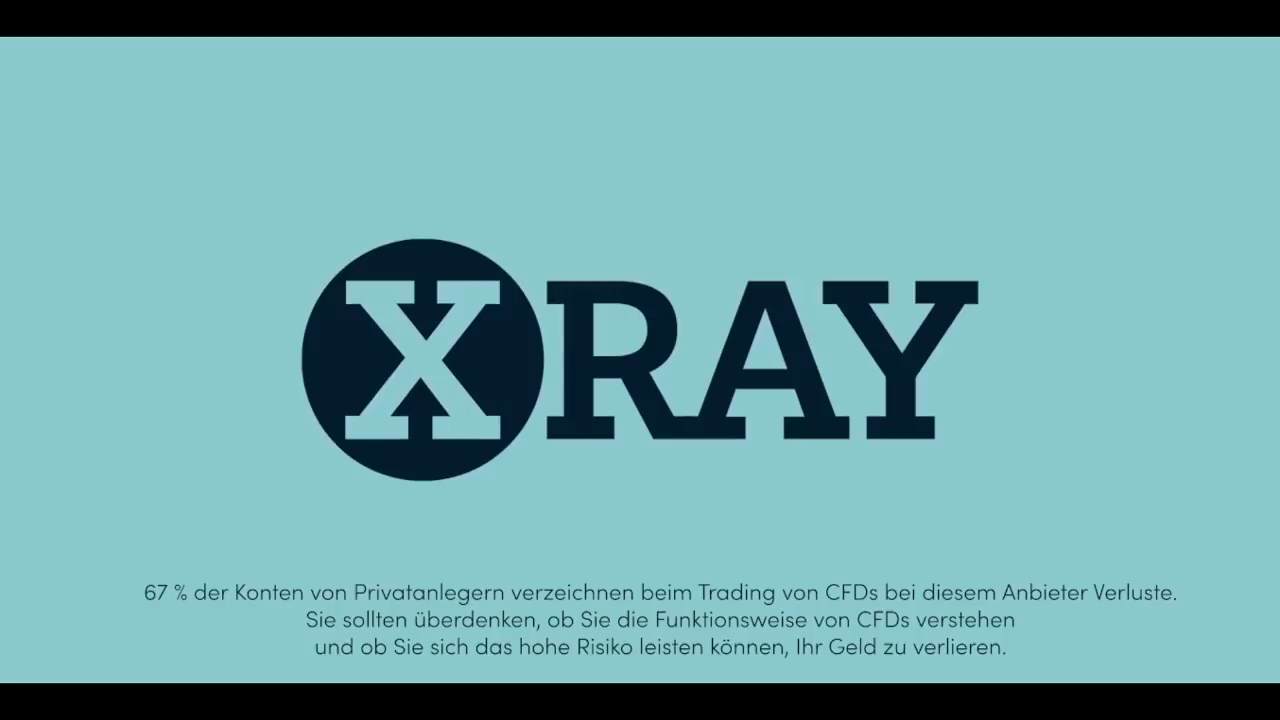 XRAY
67 % der Konten von Privatanlegern verzeichnen beim Trading von CFDs bei diesem Anbieter Verluste.
Sie sollten überdenken, ob Sie die Funktionsweise von CFDs verstehen
und ob Sie sich das hohe Risiko leisten können, Ihr Geld zu verlieren.